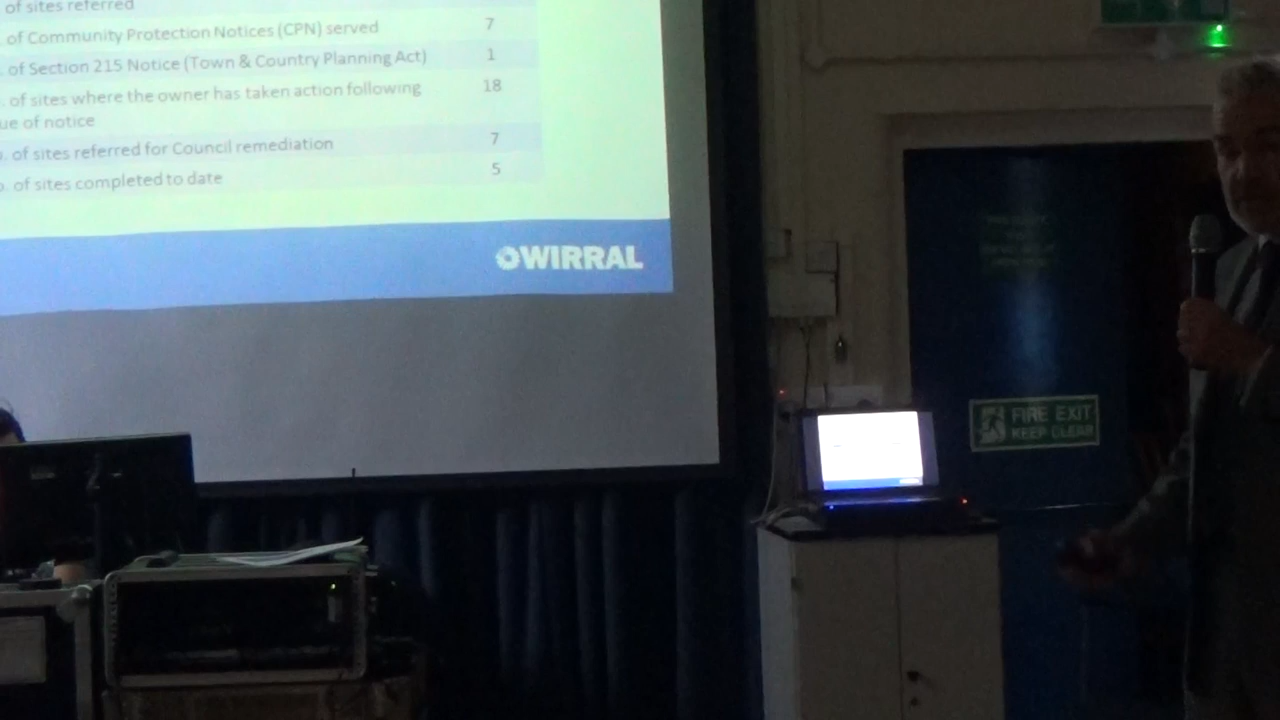 of sites referred
. of Community Protection Notices (CPN) served 7
. of Section 215 Notice (Town & Country Planning Act) 1
. of sites where the owner has taken action following 18
ue of notice
o. of sites referred for Council remediation 7
o. of sites completed to date 5
WIRRAL
FIRE EXIT
KEEP CLEAR